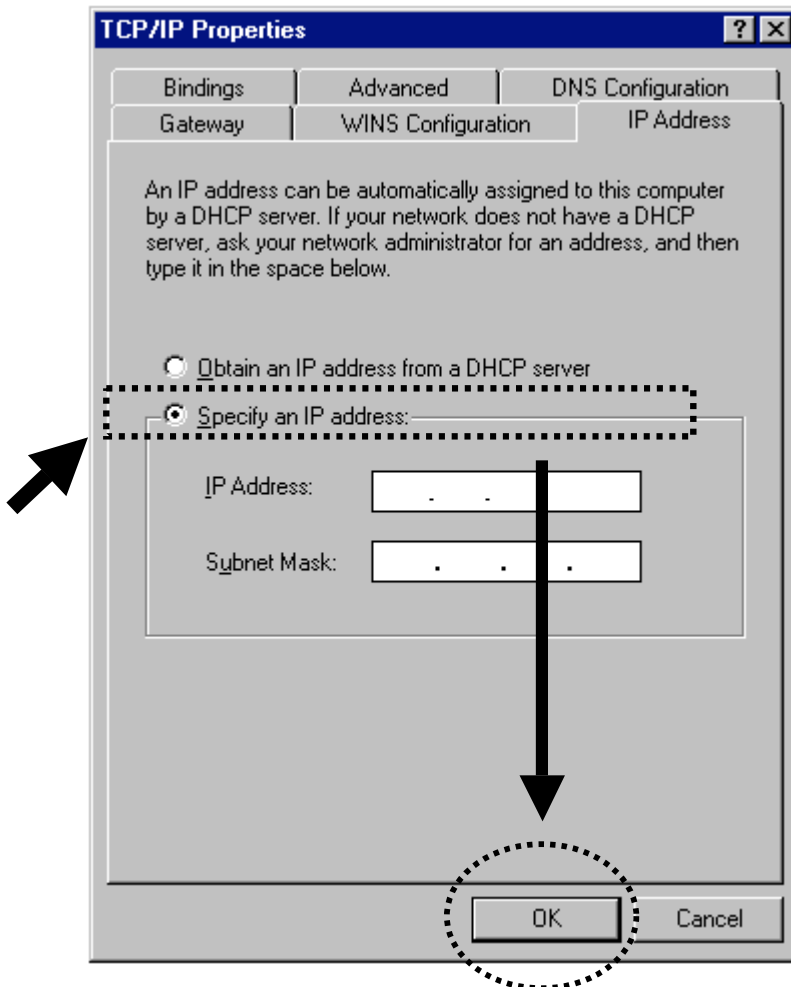 TCP/IP Properties
Bindings Advanced DNS Configuration
Gateway WINS Configuration IP Address
An IP address can be automatically assigned to this computer
by a DHCP server. If your network does not have a DHCP
server, ask your network administrator for an address, and then
type it in the space below.
Obtain an IP address from a DHCP server
Specify an IP address:
IP Address:
Subnet Mask:
OK Cancel